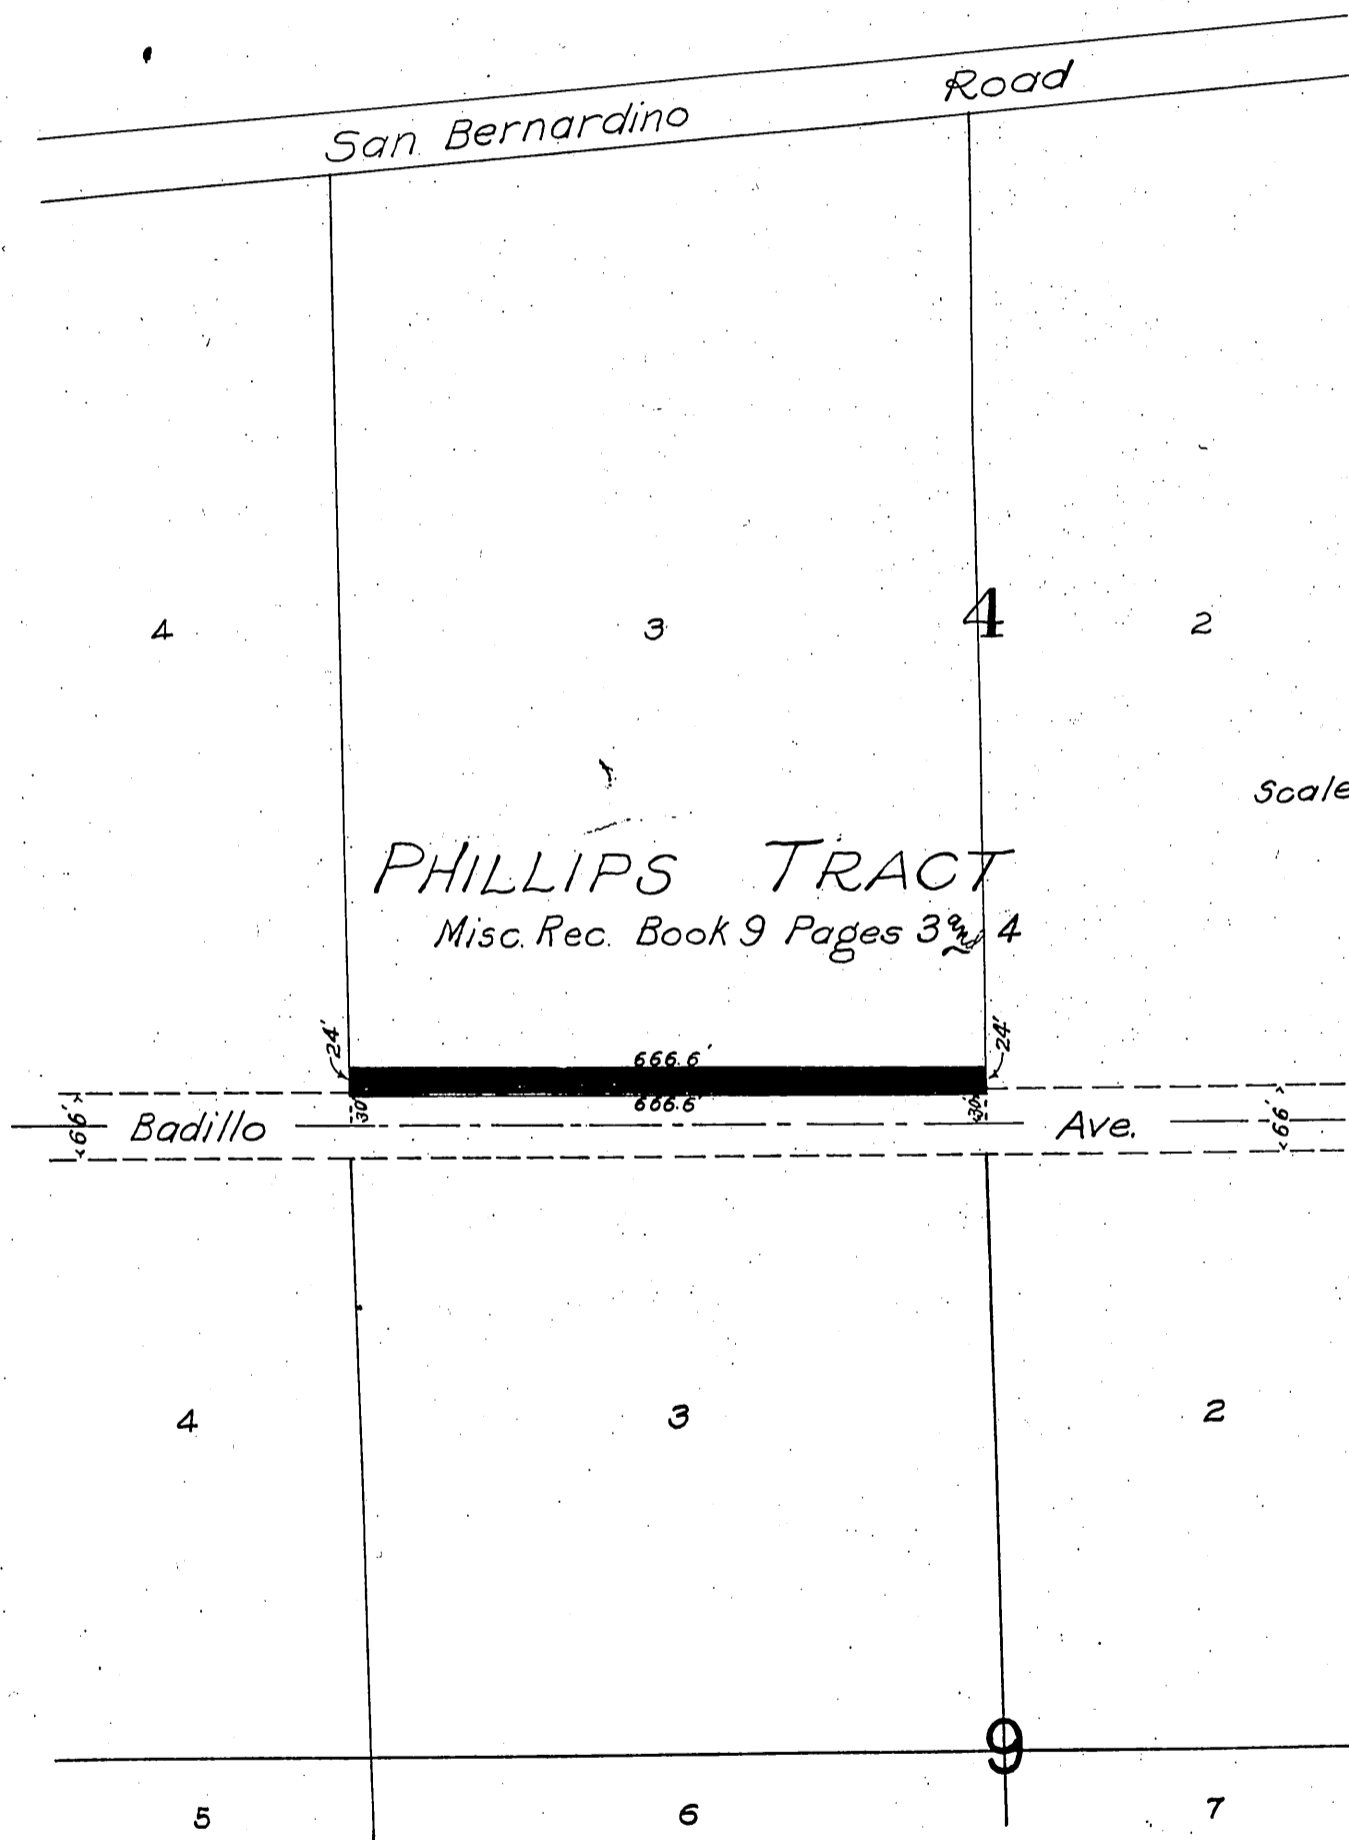 San Bernardino Road
4 3 4 2
Scale
PHILLIPS TRACT
Misc. Rec. Book 9 Pages 3 and 4
24' 666.6' 24'
30' 666.6' 30'
66' Badillo Ave. 66'
4 3 2
9
5 6 7